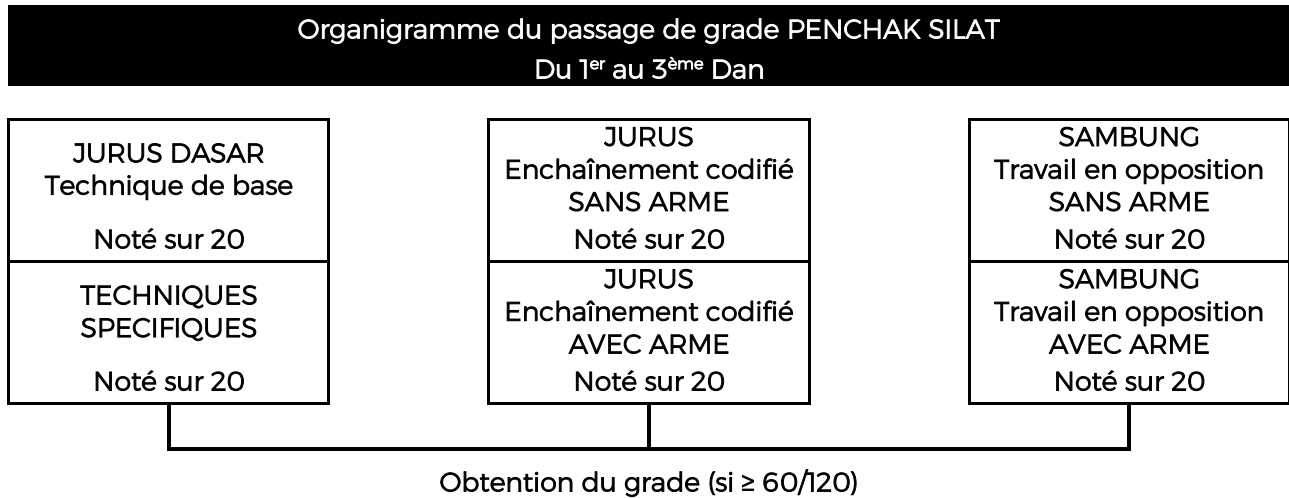 Organigramme du passage de grade PENCHAK SILAT
Du 1er au 3ème Dan
JURUS DASAR
Technique de base
Noté sur 20
TECHNIQUES
SPECIFIQUES
Noté sur 20
JURUS
Enchaînement codifié
SANS ARME
Noté sur 20
JURUS
Enchaînement codifié
AVEC ARME
Noté sur 20
SAMBUNG
Travail en opposition
SANS ARME
Noté sur 20
SAMBUNG
Travail en opposition
AVEC ARME
Noté sur 20
Obtention du grade (si ≥ 60/120)